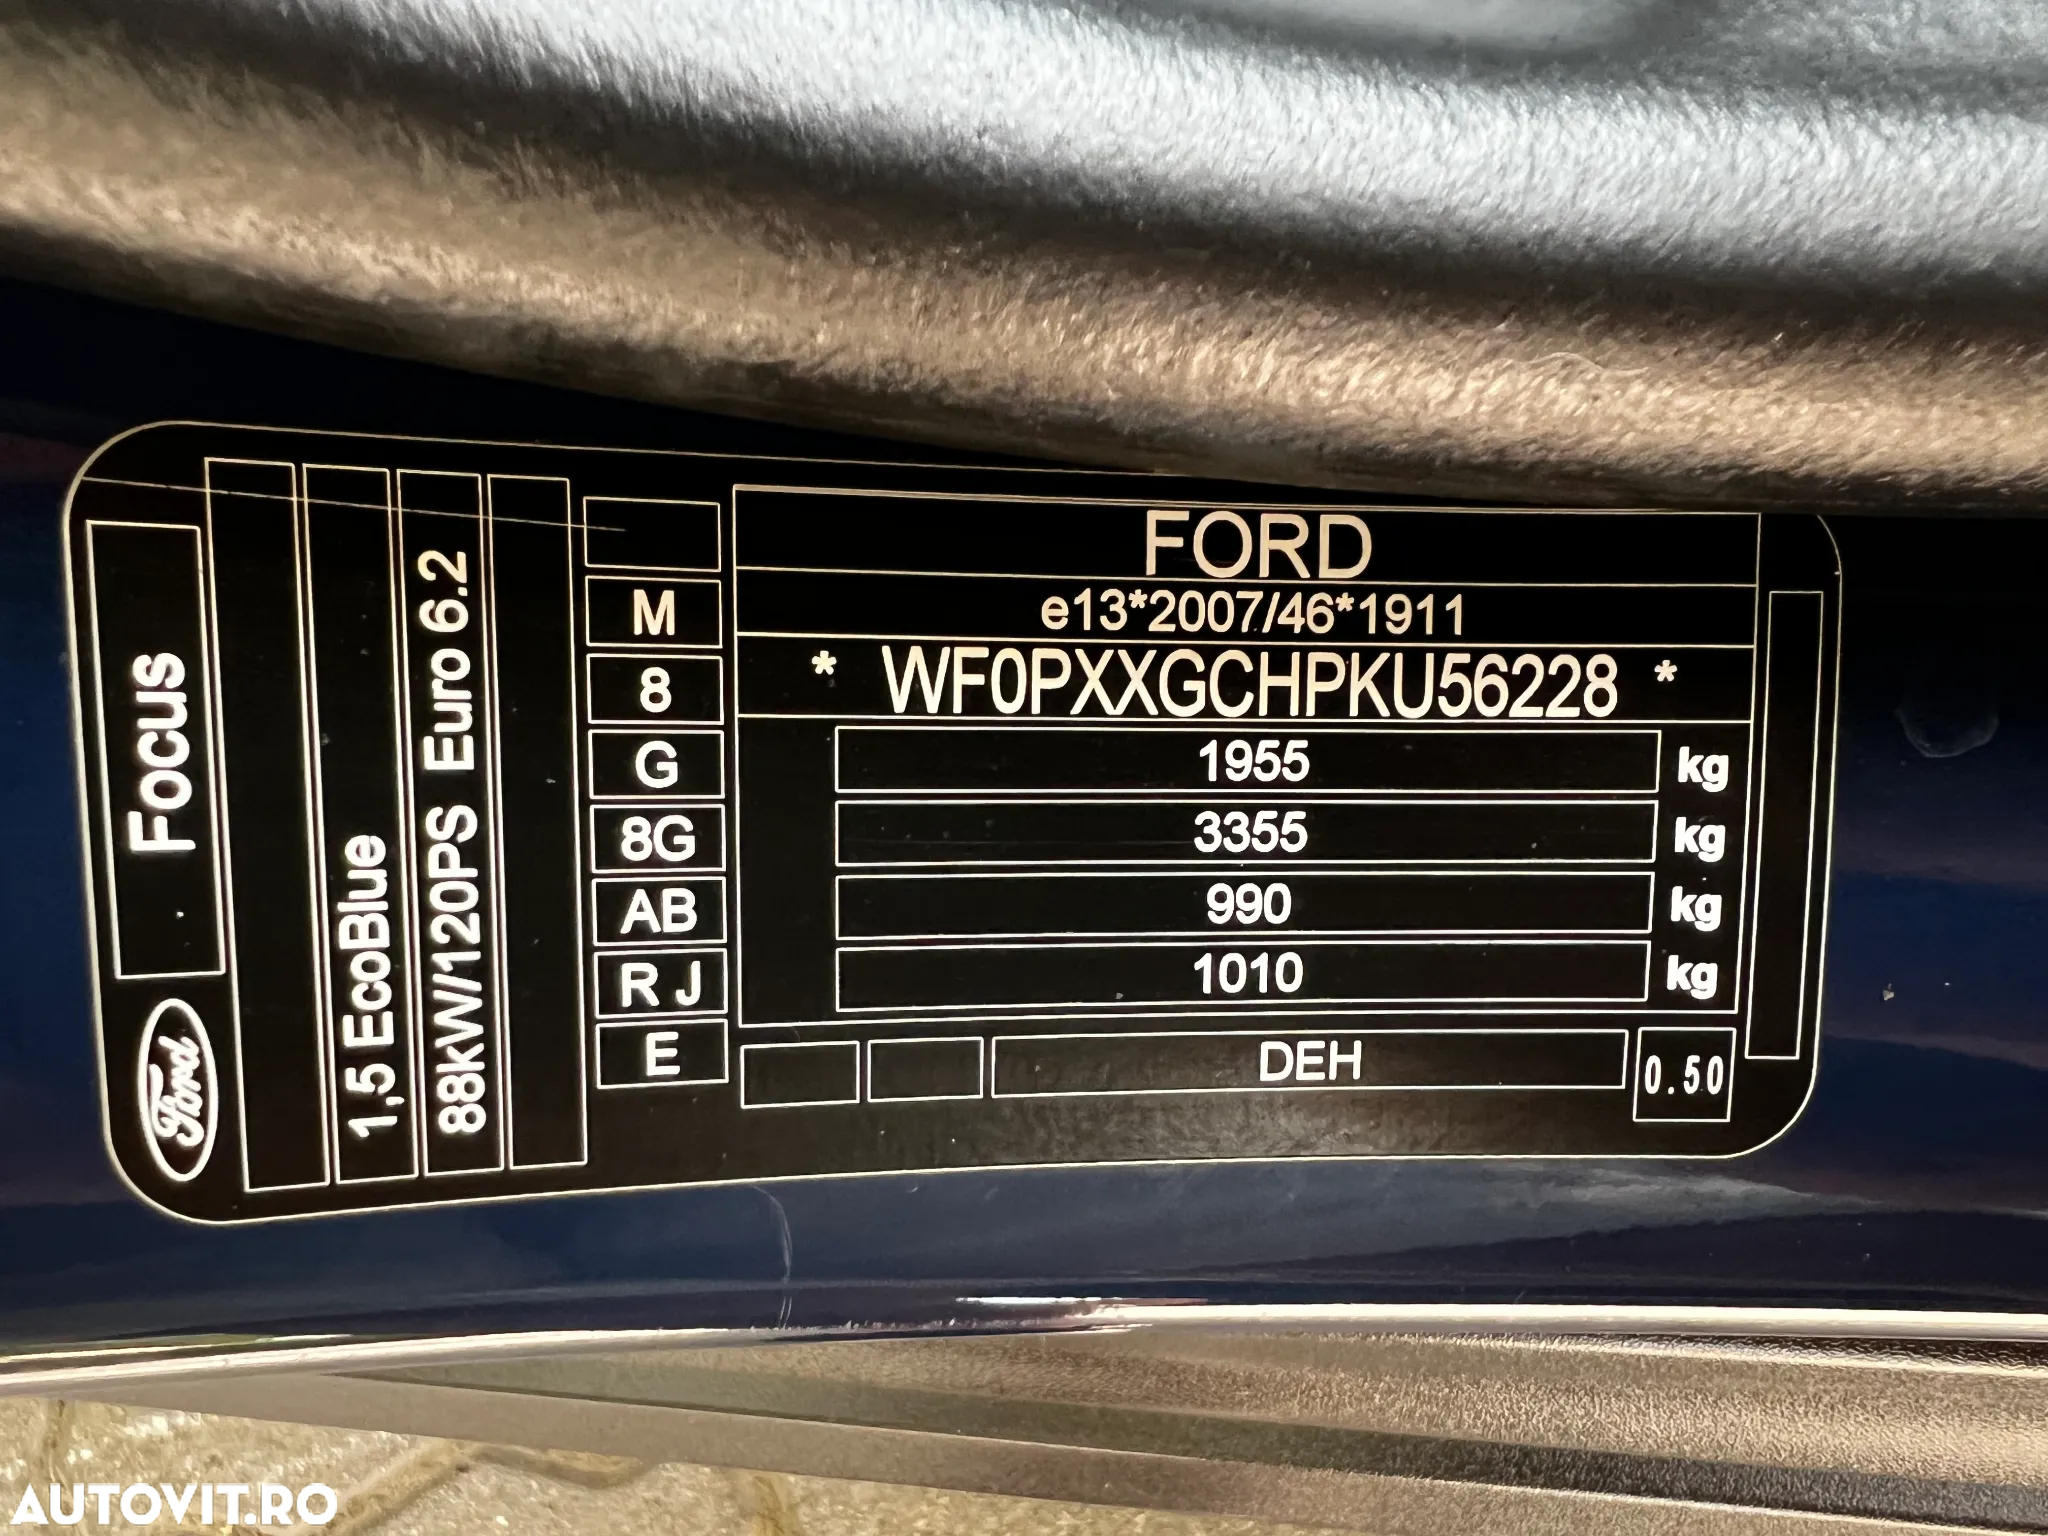 Focus
Ford
1,5 EcoBlue
88kW/120PS Euro 6.2
M
8
G
8G
AB
R J
E
FORD
e13*2007/46*1911
* WF0PXXGCHPKU56228 *
1955 kg
3355 kg
990 kg
1010 kg
DEH
0.50
AUTOVIT.RO